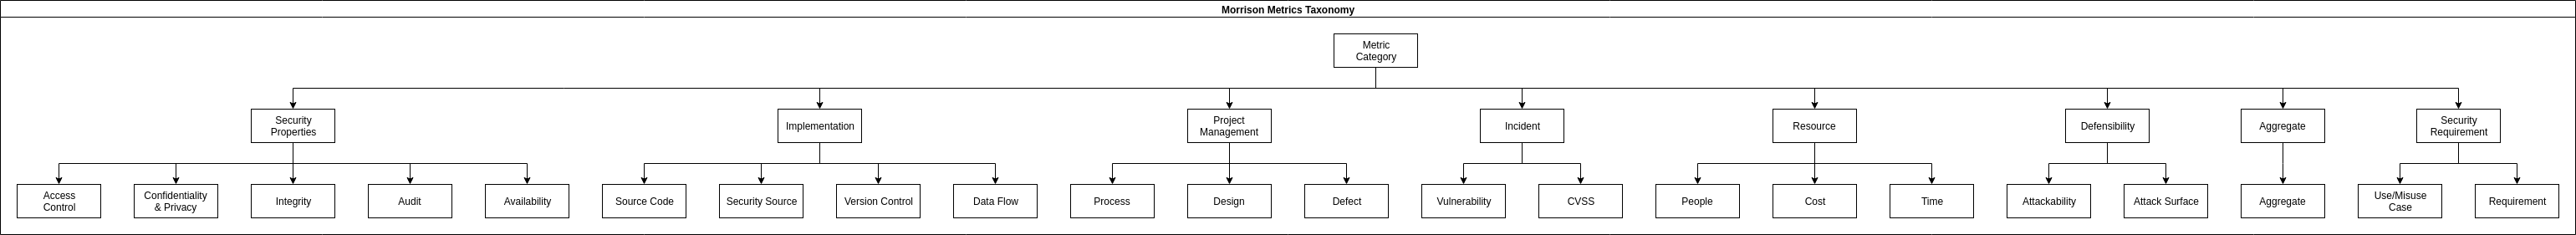 Morrison Metrics Taxonomy
Metric
Category
Security
Properties
Implementation
Project
Management
Incident
Resource
Defensibility
Aggregate
Security
Requirement
Access
Control
Confidentiality
& Privacy
Integrity
Audit
Availability
Source Code
Security Source
Version Control
Data Flow
Process
Design
Defect
Vulnerability
CVSS
People
Cost
Time
Attackability
Attack Surface
Aggregate
Use/Misuse
Case
Requirement